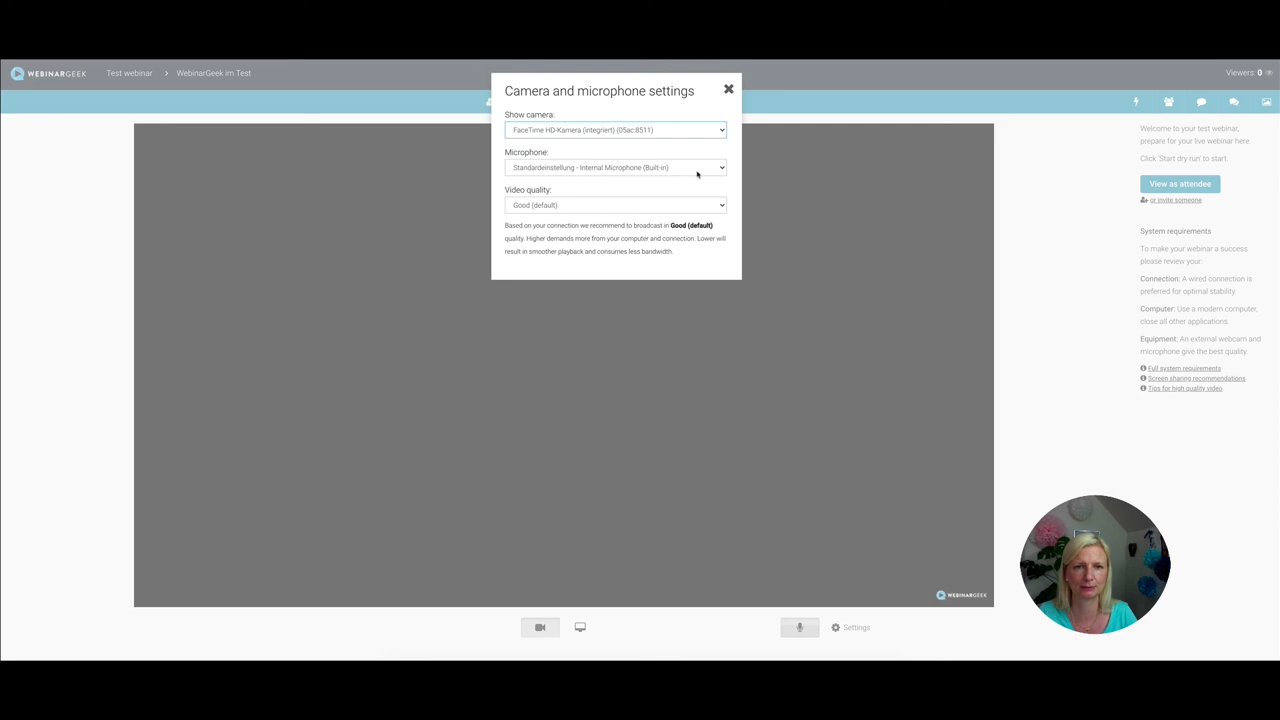 WEBINARGEEK
Test webinar > WebinarGeek im Test
Viewers: 0
Camera and microphone settings
Show camera:
FaceTime HD-Kamera (integriert) (05ac:8511)
Microphone:
Standardeinstellung - Internal Microphone (Built-in)
Video quality:
Good (default)
Based on your connection we recommend to broadcast in Good (default)
quality. Higher demands more from your computer and connection. Lower will
result in smoother playback and consumes less bandwidth.
Welcome to your test webinar,
prepare for your live webinar here.
Click 'Start dry run' to start.
View as attendee
or invite someone
System requirements
To make your webinar a success
please review your:
Connection: A wired connection is
preferred for optimal stability.
Computer: Use a modern computer,
close all other applications.
Equipment: An external webcam and
microphone give the best quality.
Full system requirements
Screen sharing recommendations
Tips for high quality video
WEBINARGEEK
Settings